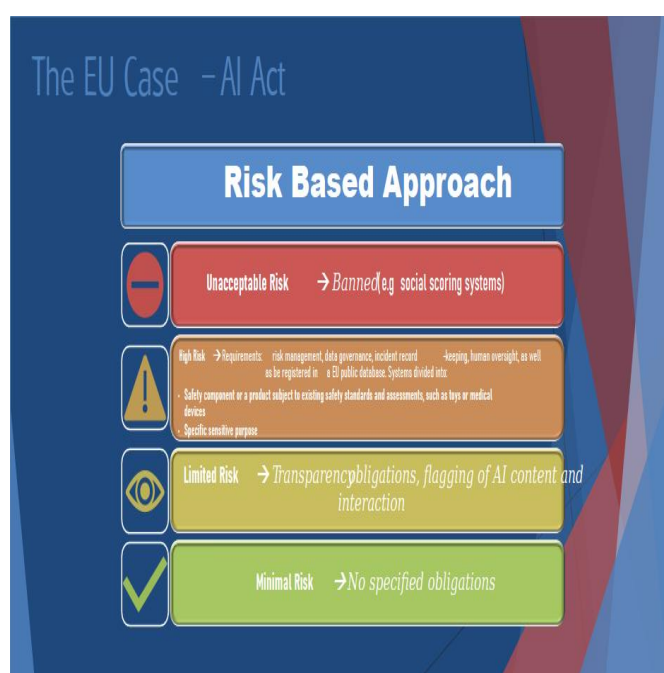 The EU Case – AI Act
Risk Based Approach
Unacceptable Risk → Banned(e.g social scoring systems)
High Risk → Requirements: risk management, data governance, incident record -keeping, human oversight, as well
as be registered in a EU public database. Systems divided into:
- Safety component or a product subject to existing safety standards and assessments, such as toys or medical
devices
- Specific sensitive purpose
Limited Risk → Transparencyobligations, flagging of AI content and
interaction
Minimal Risk → No specified obligations